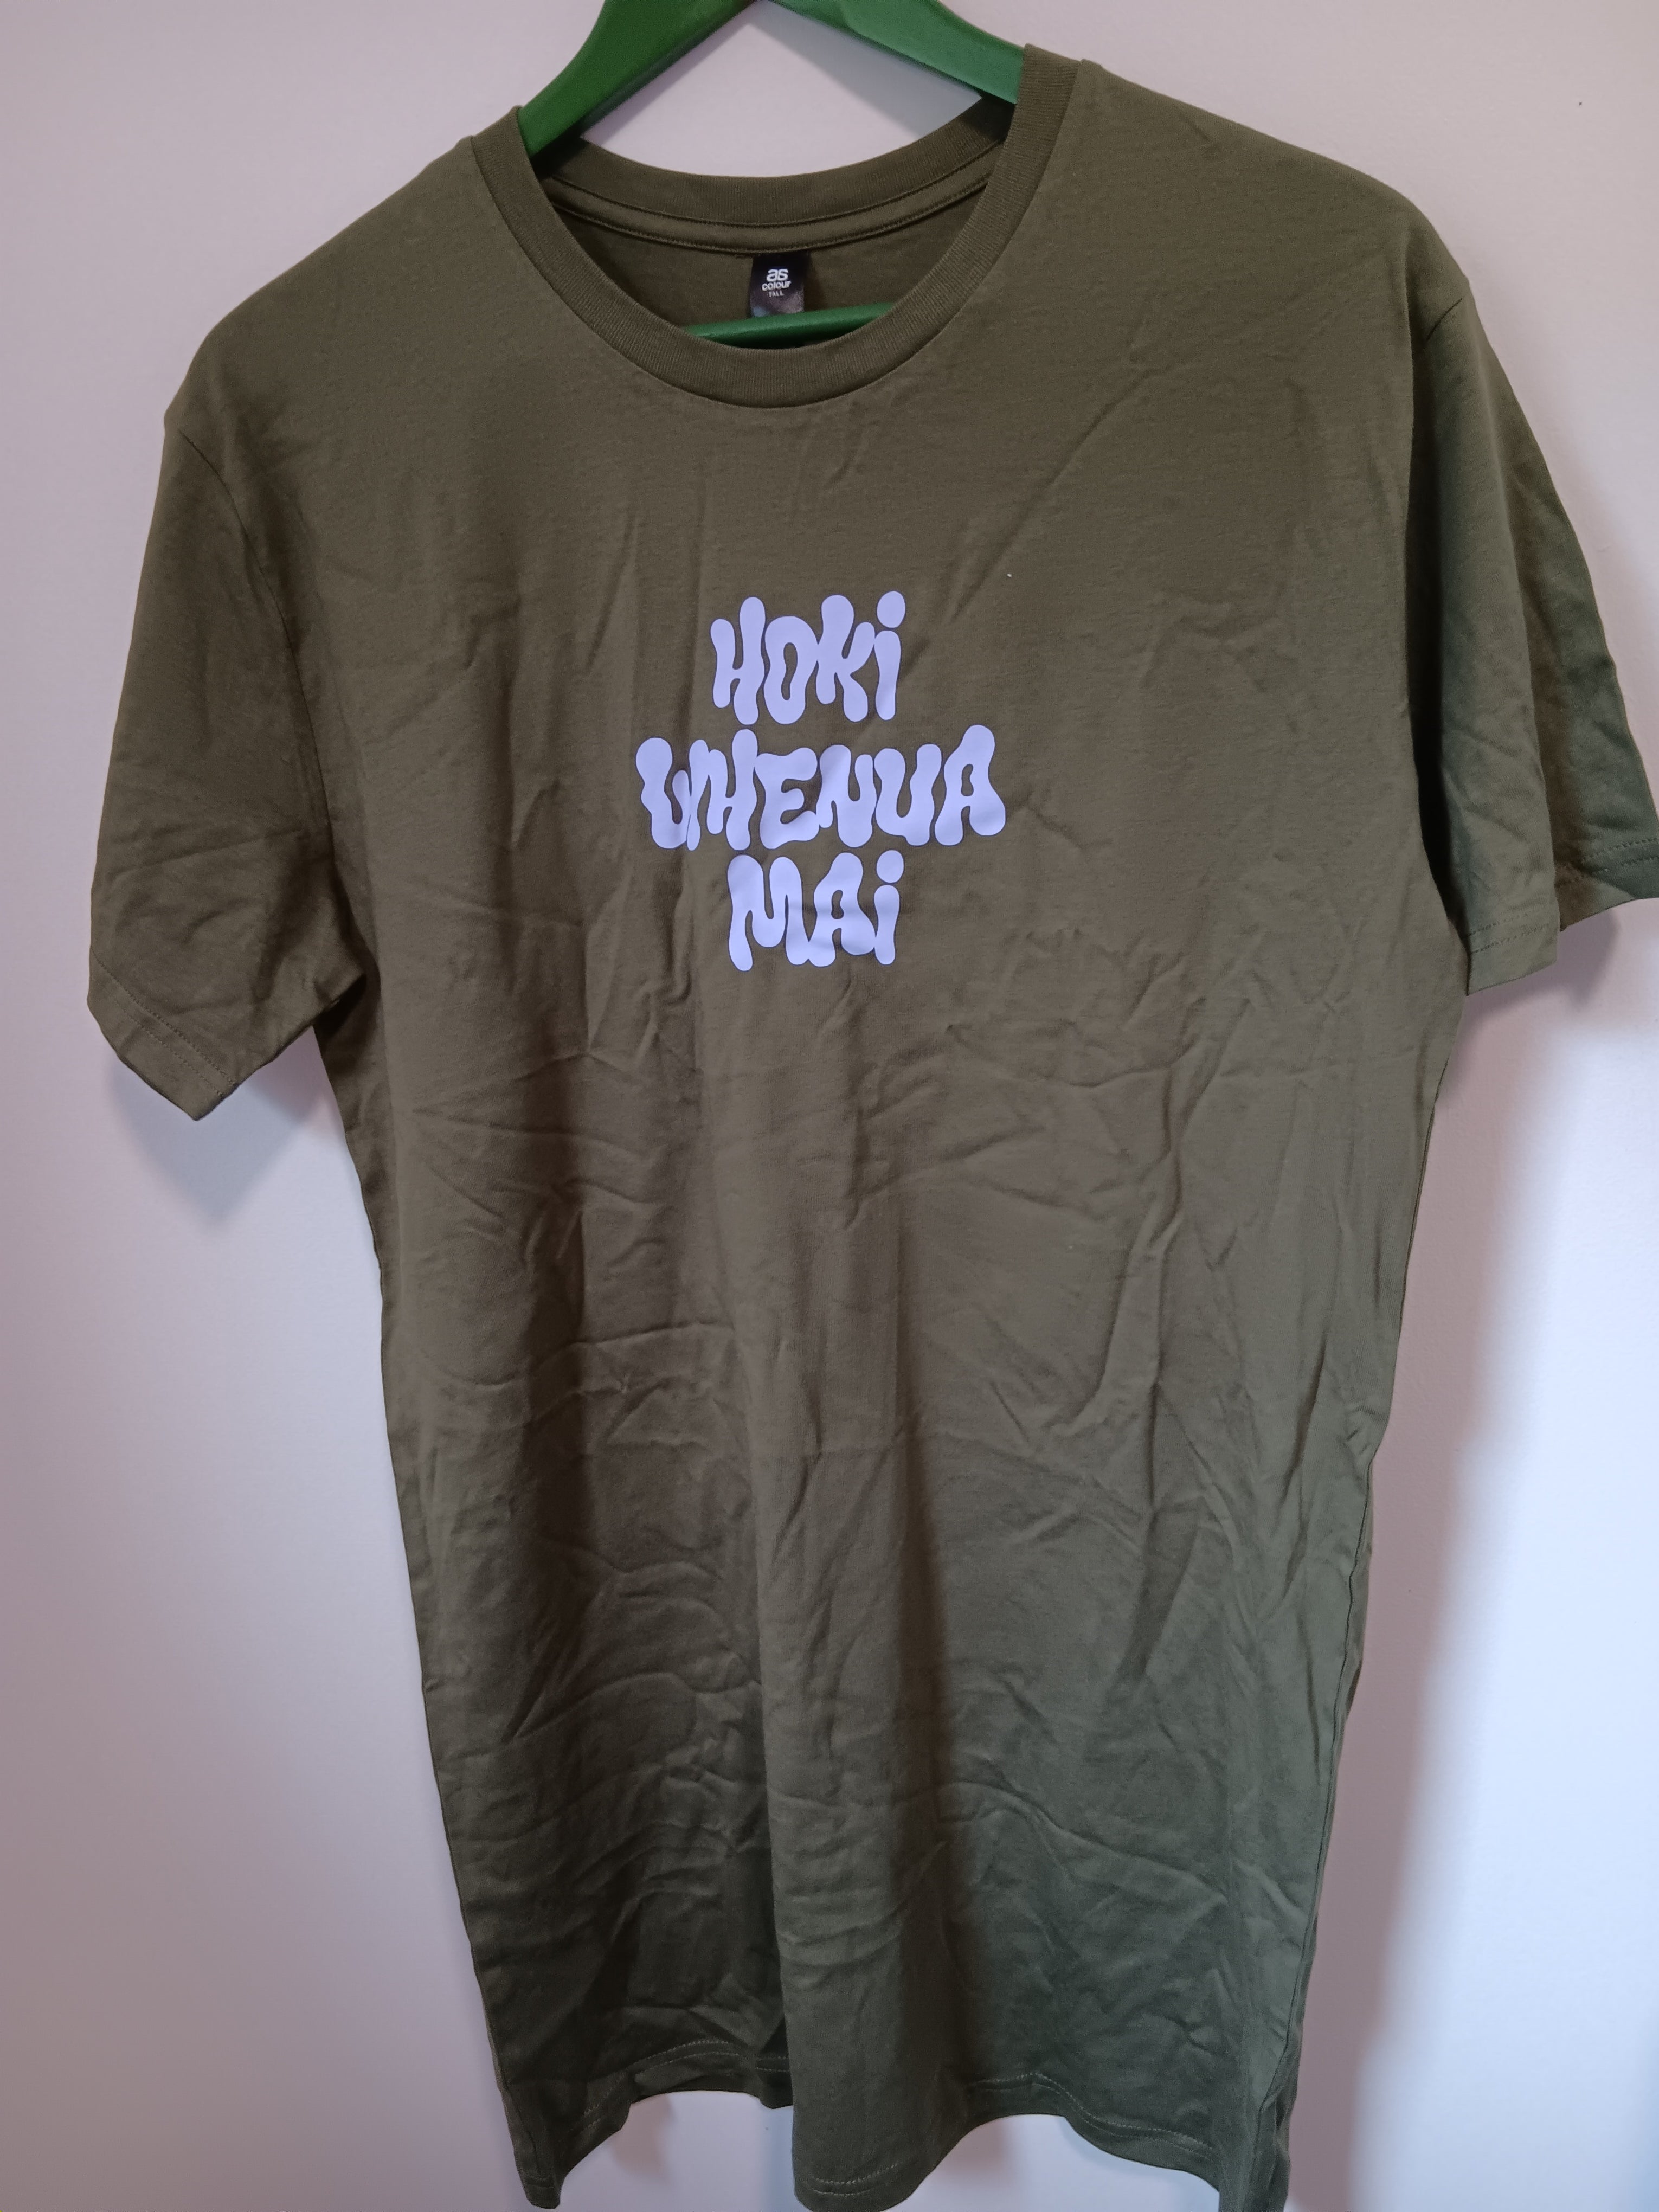 as
colour
TALL
HOKi
WHENUA
MAi